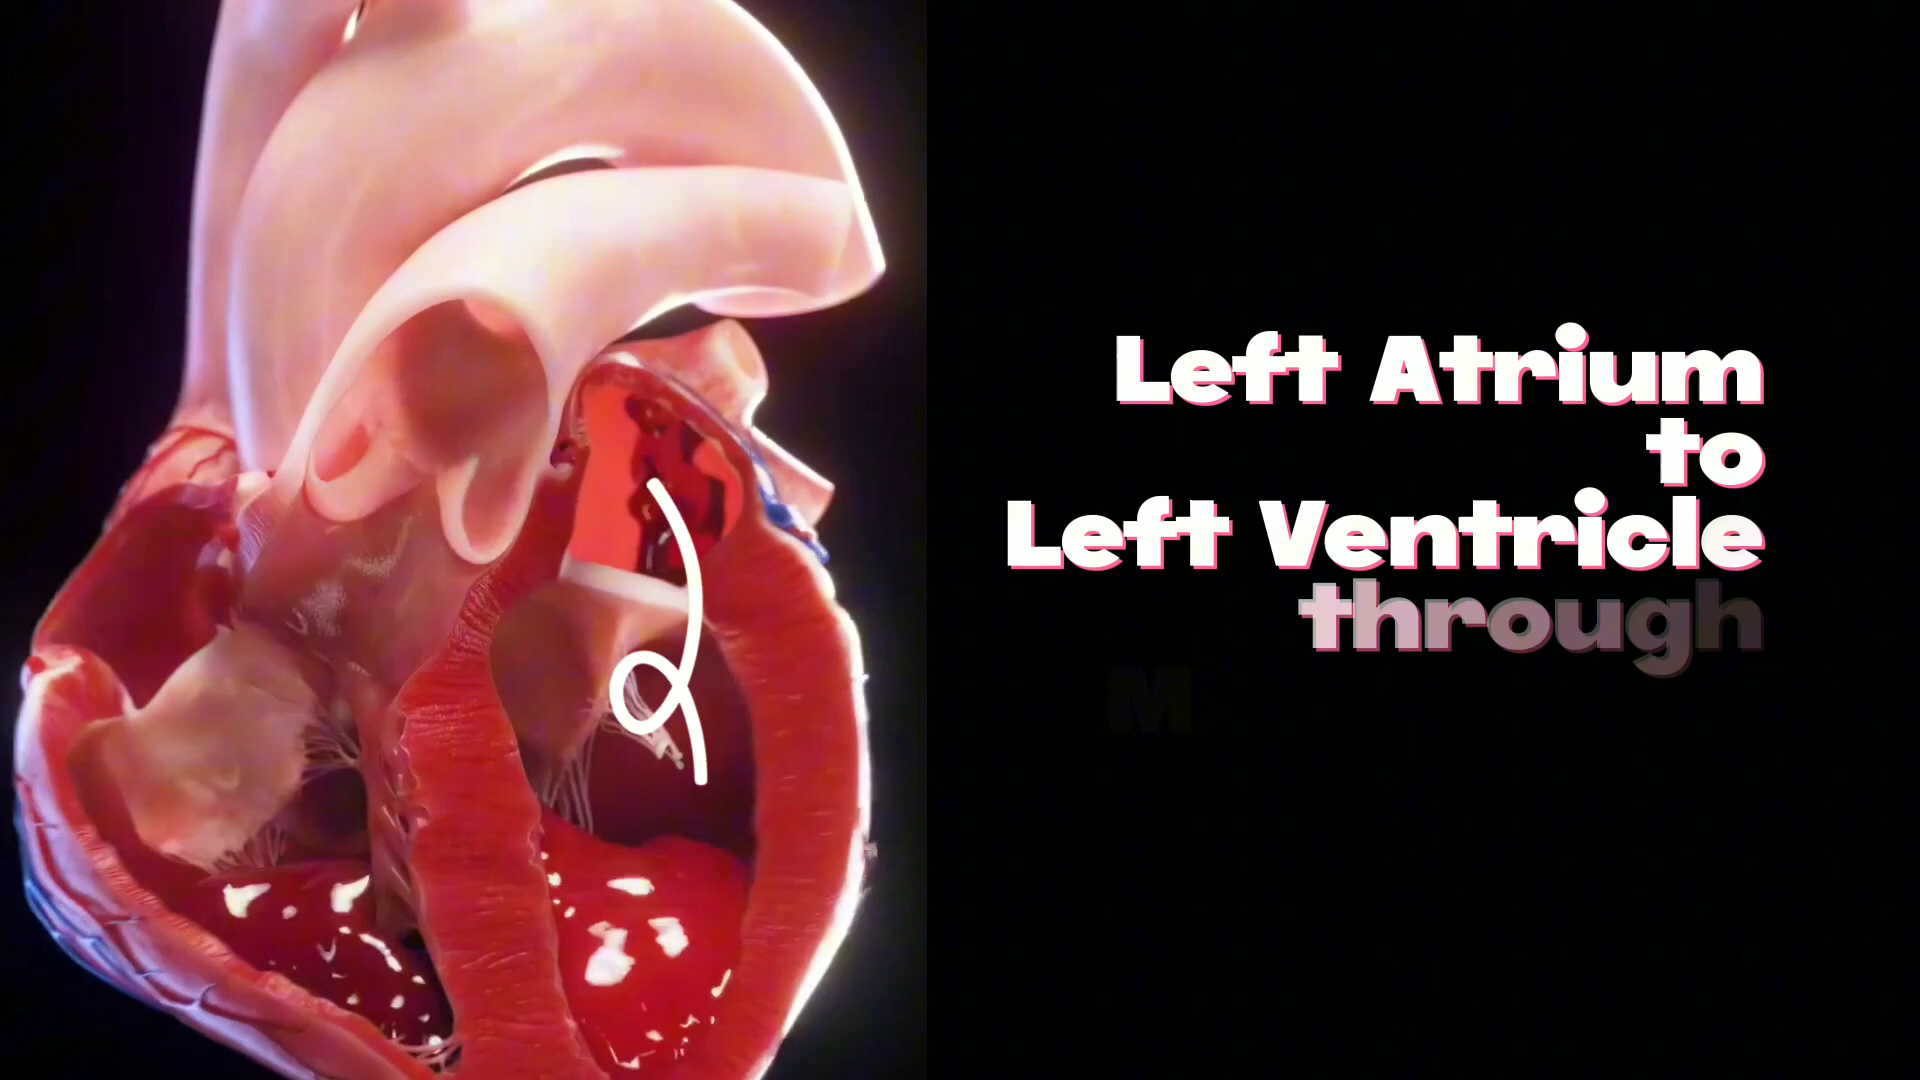 Left Atrium
to
Left Ventricle
through
M